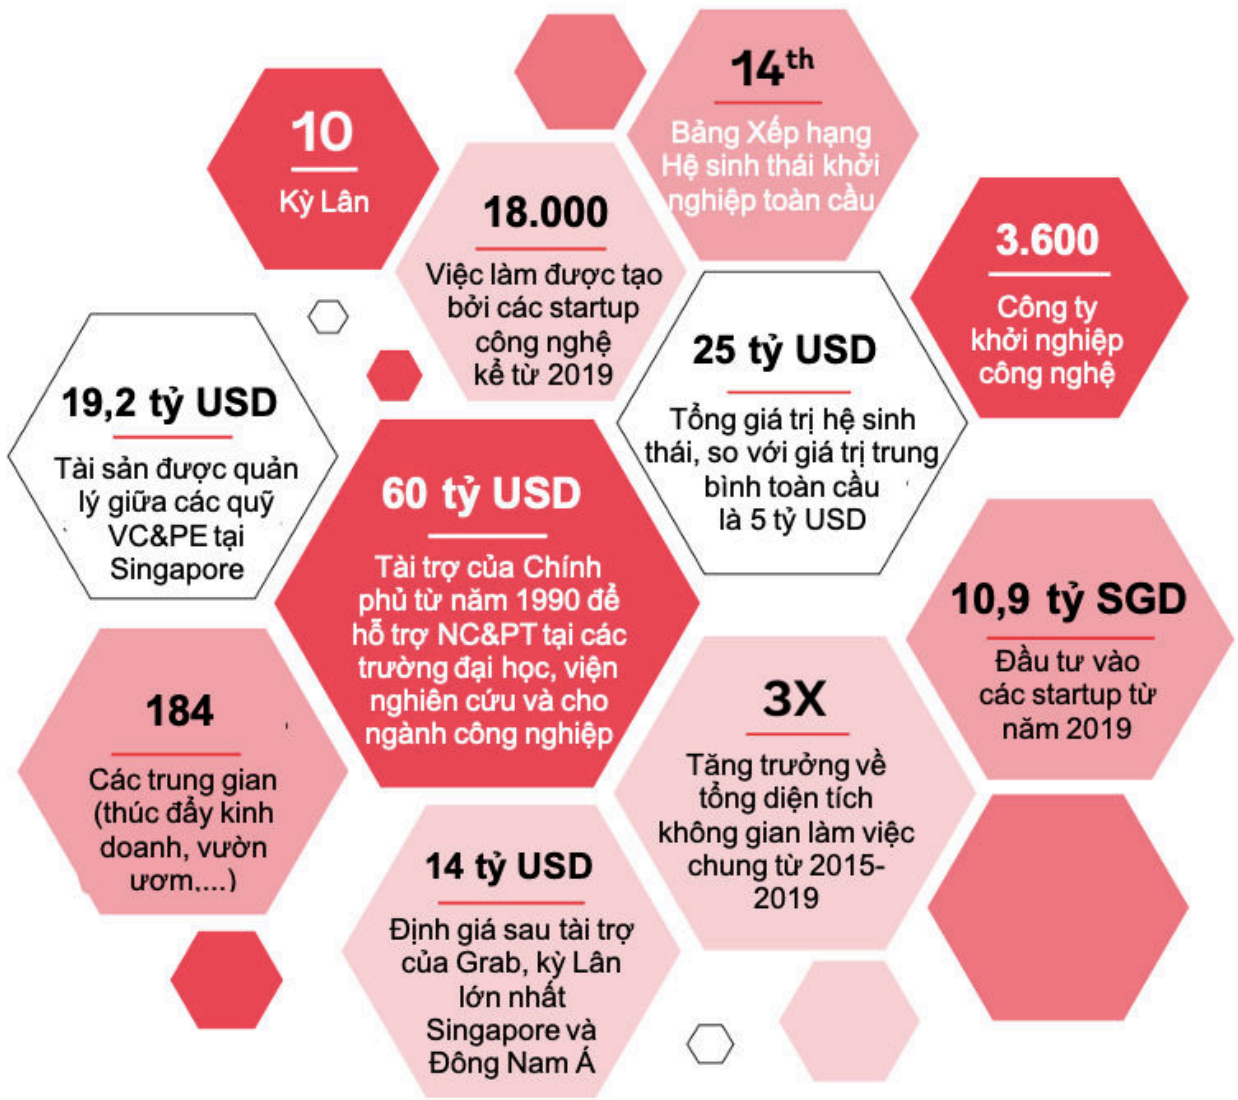 14th
Bảng Xếp hạng
Hệ sinh thái khởi
nghiệp toàn cầu
10
Kỳ Lân
18.000
Việc làm được tạo
bởi các startup
công nghệ
kể từ 2019
3.600
Công ty
khởi nghiệp
công nghệ
25 tỷ USD
Tổng giá trị hệ sinh
thái, so với giá trị trung
bình toàn cầu
là 5 tỷ USD
19,2 tỷ USD
Tài sản được quản
lý giữa các quỹ
VC&PE tại
Singapore
60 tỷ USD
Tài trợ của Chính
phủ từ năm 1990 để
hỗ trợ NC&PT tại các
trường đại học, viện
nghiên cứu và cho
ngành công nghiệp
10,9 tỷ SGD
Đầu tư vào
các startup từ
năm 2019
184
Các trung gian
(thúc đẩy kinh
doanh, vườn
ươm,...)
3X
Tăng trưởng về
tổng diện tích
không gian làm việc
chung từ 2015-
2019
14 tỷ USD
Định giá sau tài trợ
của Grab, kỳ Lân
lớn nhất
Singapore và
Đông Nam Á